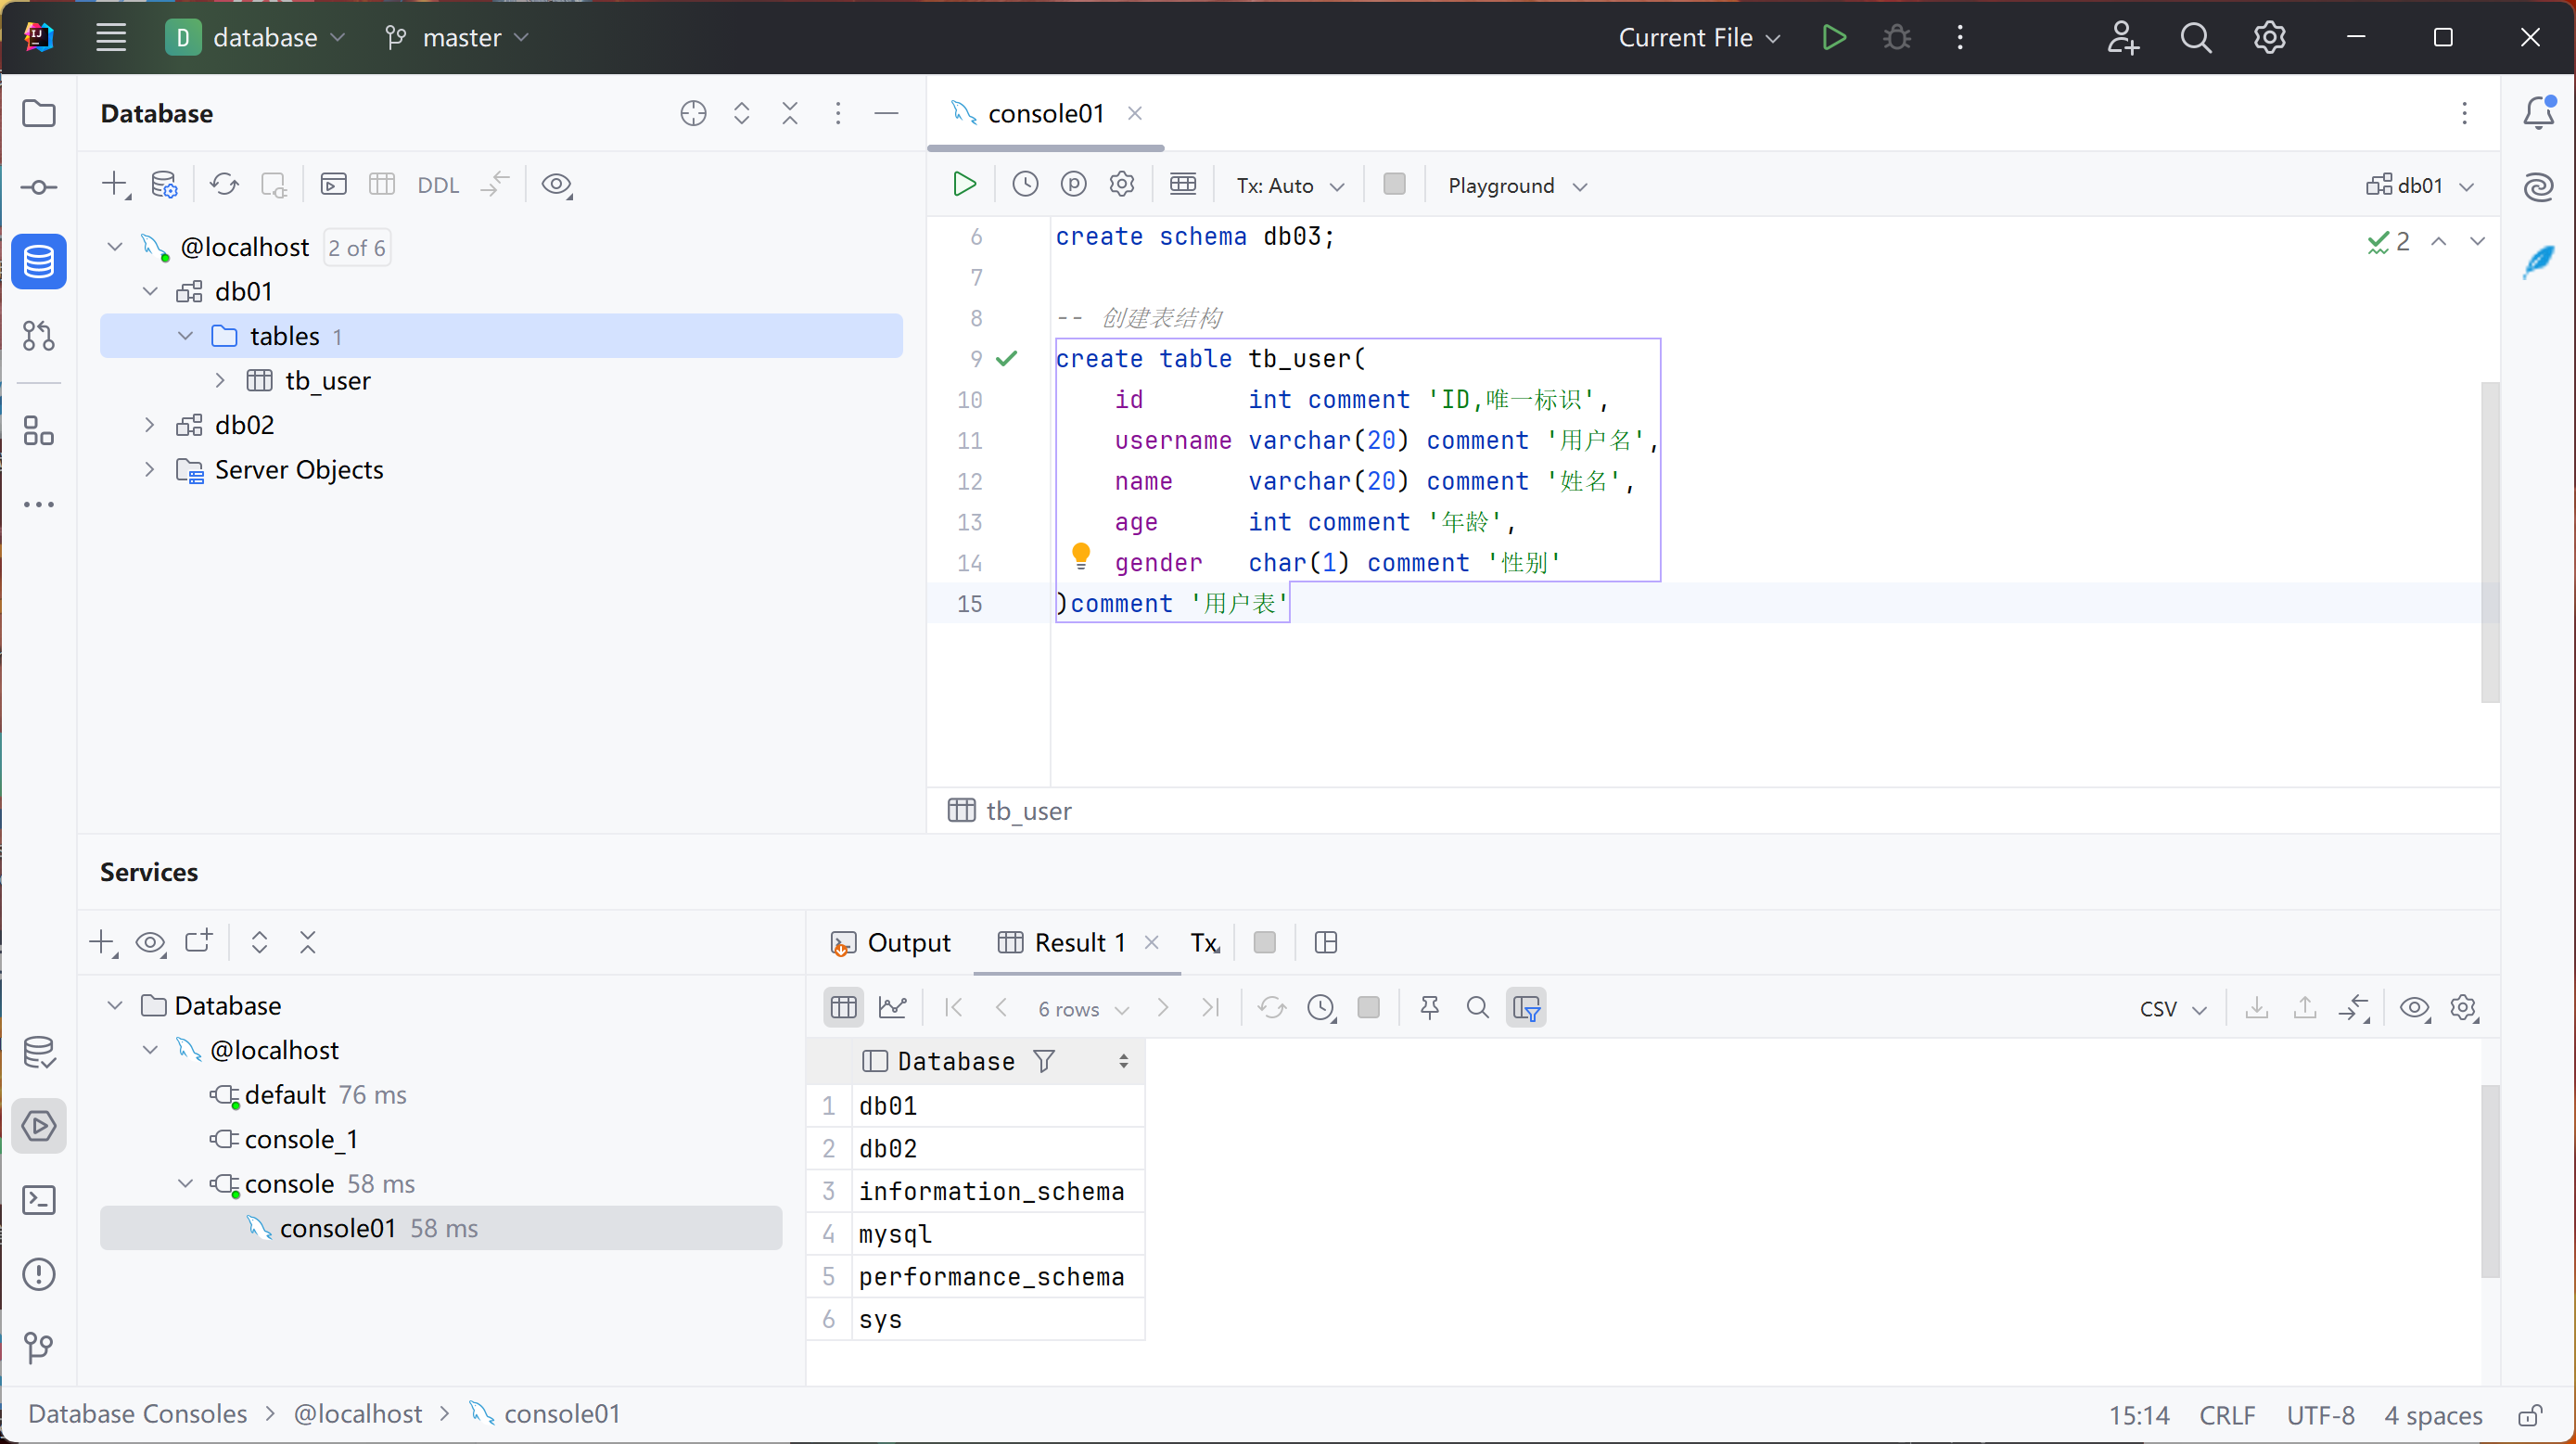 D database master Current File
Database
console01
DDL
Tx: Auto Playground db01
@localhost 2 of 6
db01
tables 1
tb_user
db02
Server Objects
2
6 create schema db03;
7
8 -- 创建表结构
9 create table tb_user(
10 id int comment 'ID,唯一标识',
11 username varchar(20) comment '用户名',
12 name varchar(20) comment '姓名',
13 age int comment '年龄',
14 gender char(1) comment '性别'
15 )comment '用户表'
tb_user
Services
Output Result 1 Tx
Database
@localhost
default 76 ms
console_1
console 58 ms
console01 58 ms
6 rows CSV
Database
1 db01
2 db02
3 information_schema
4 mysql
5 performance_schema
6 sys
Database Consoles > @localhost > console01 15:14 CRLF UTF-8 4 spaces